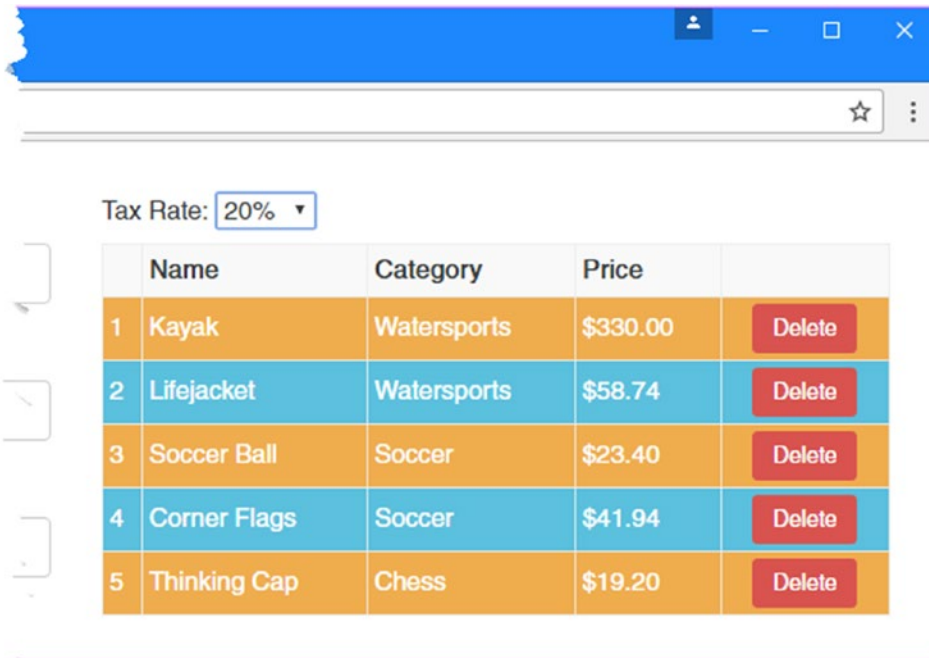 Tax Rate: 20%
Name Category Price
1 Kayak Watersports $330.00 Delete
2 Lifejacket Watersports $58.74 Delete
3 Soccer Ball Soccer $23.40 Delete
4 Corner Flags Soccer $41.94 Delete
5 Thinking Cap Chess $19.20 Delete